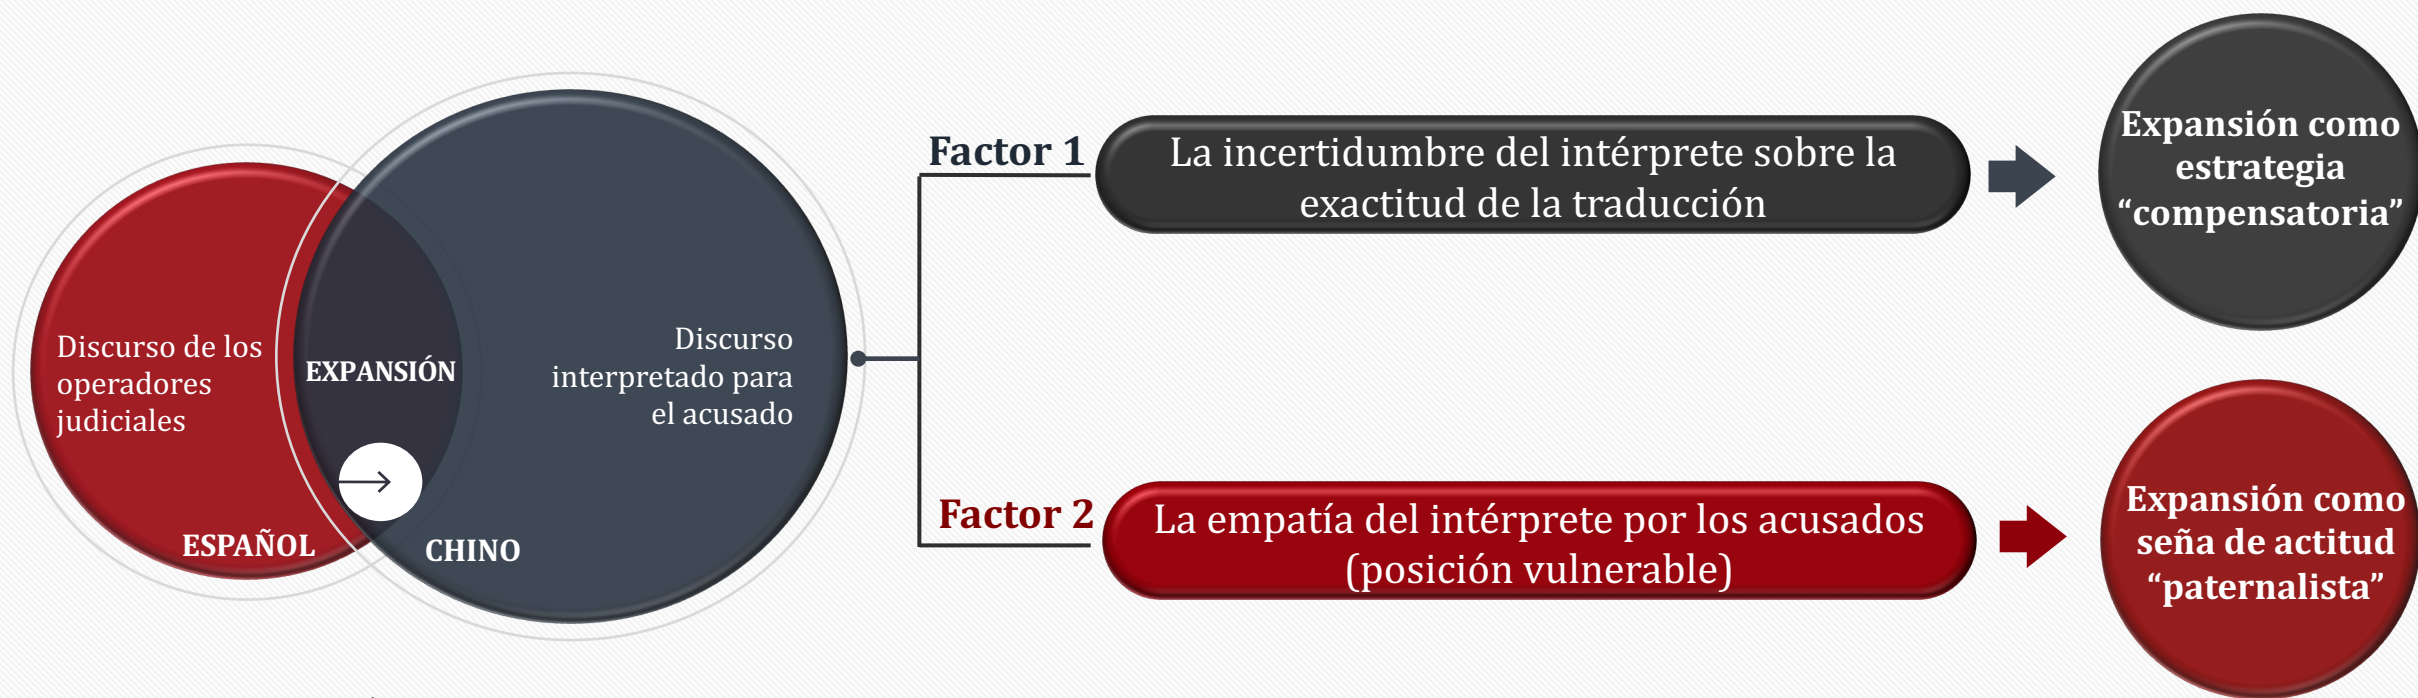 Discurso de los
operadores
judiciales
EXPANSIÓN
Discurso
interpretado para
el acusado
ESPAÑOL
CHINO
Factor 1
La incertidumbre del intérprete sobre la
exactitud de la traducción
Expansión como
estrategia
“compensatoria”
Factor 2
La empatía del intérprete por los acusados
(posición vulnerable)
Expansión como
seña de actitud
“paternalista”